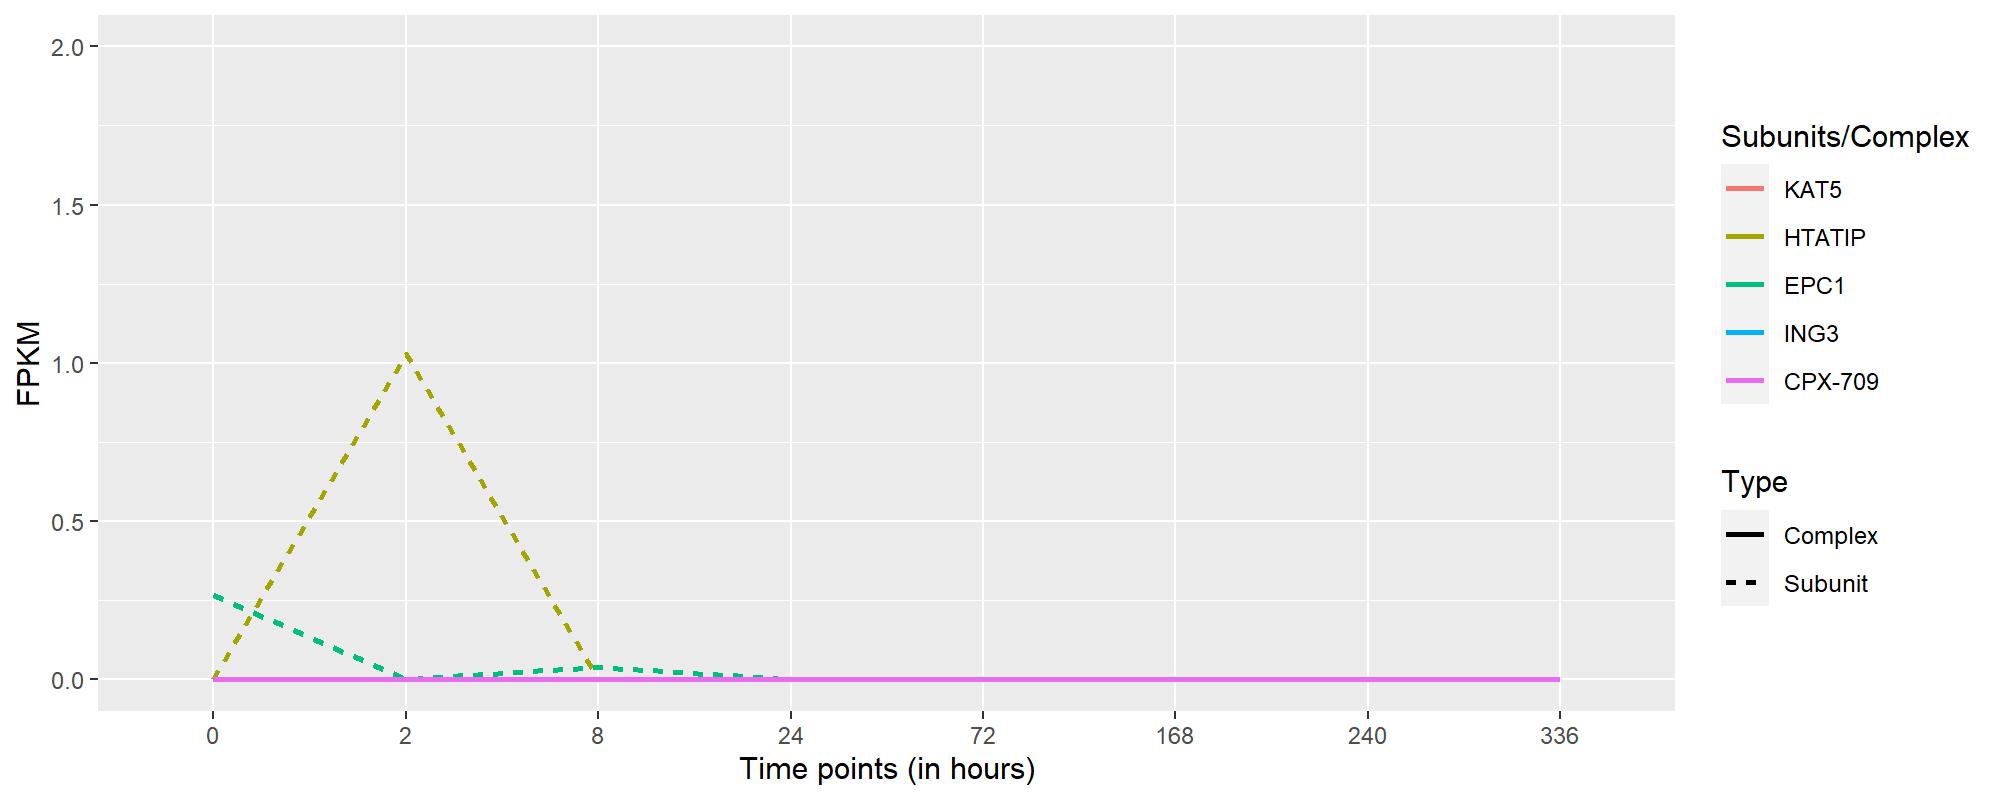 2.0
1.5
1.0
0.5
0.0
FPKM
0 2 8 24 72 168 240 336
Time points (in hours)
Subunits/Complex
KAT5
HTATIP
EPC1
ING3
CPX-709
Type
Complex
Subunit